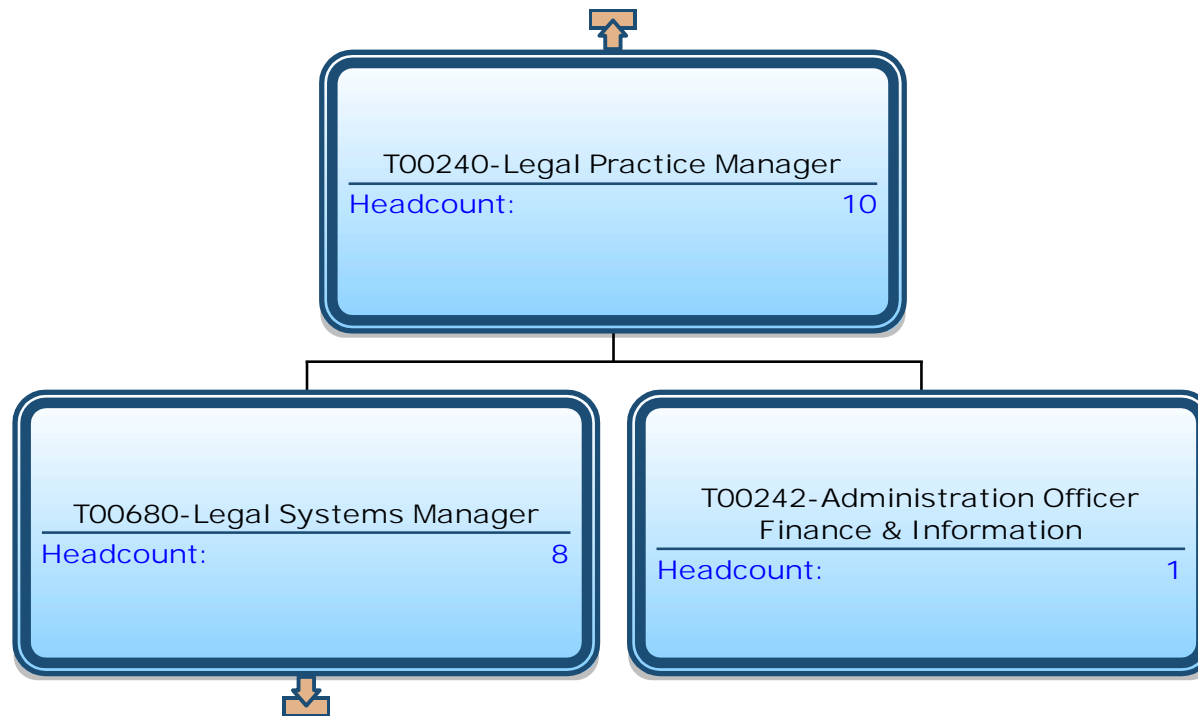 T00240-Legal Practice Manager
Headcount: 10
T00680-Legal Systems Manager
Headcount: 8
T00242-Administration Officer
Finance & Information
Headcount: 1